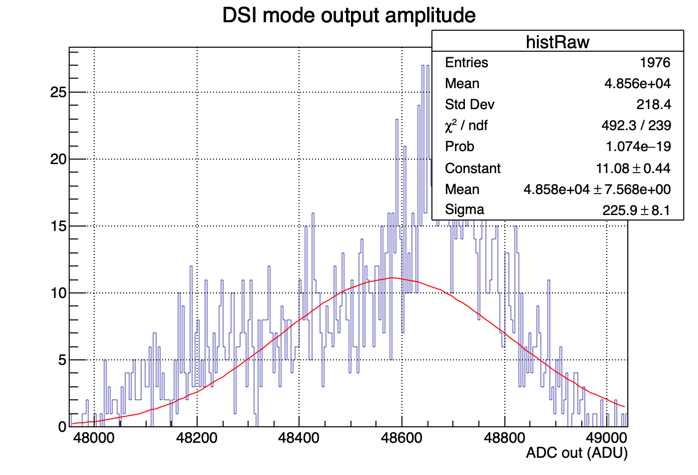 DSI mode output amplitude
histRaw
Entries 1976
Mean 4.856e+04
Std Dev 218.4
χ² / ndf 492.3 / 239
Prob 1.074e−19
Constant 11.08 ± 0.44
Mean 4.858e+04 ± 7.568e+00
Sigma 225.9 ± 8.1
25
20
15
10
5
0
48000 48200 48400 48600 48800 49000
ADC out (ADU)